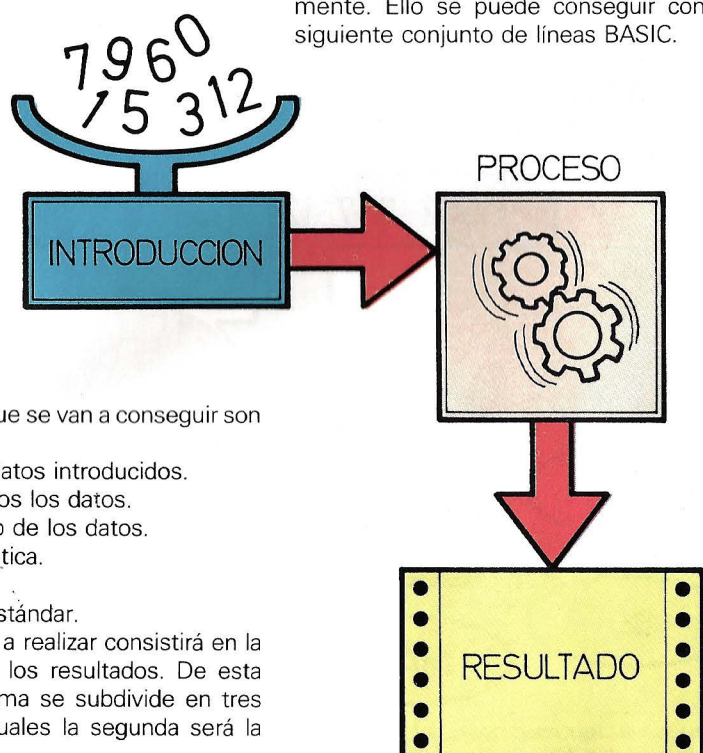 mente. Ello se puede conseguir con
siguiente conjunto de líneas BASIC.
7960
15 312
INTRODUCCION
PROCESO
RESULTADO
que se van a conseguir son
atos introducidos.
os los datos.
o de los datos.
tica.
stándar.
a realizar consistirá en la
los resultados. De esta
ma se subdivide en tres
uales la segunda será la